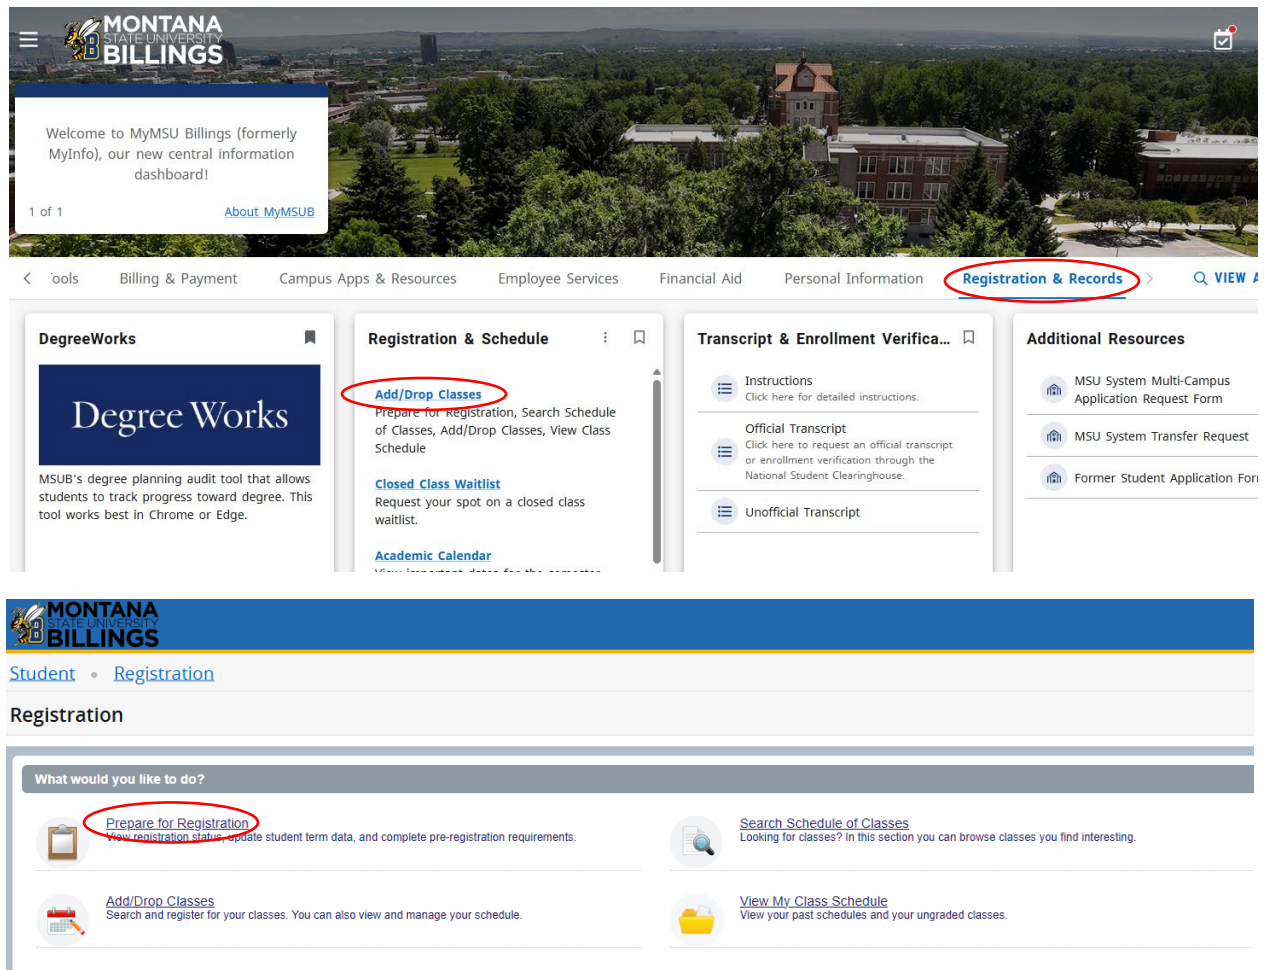 MONTANA
STATE UNIVERSITY
BILLINGS
Welcome to MyMSU Billings (formerly
MyInfo), our new central information
dashboard!
1 of 1
About MyMSUB
Billing & Payment
Campus Apps & Resources
Employee Services
Financial Aid
Personal Information
Registration & Records
VIEW
DegreeWorks
Degree Works
MSUB's degree planning audit tool that allows
students to track progress toward degree. This
tool works best in Chrome or Edge.
Registration & Schedule
Add/Drop Classes
Prepare for Registration, Search Schedule
of Classes, Add/Drop Classes, View Class
Schedule
Closed Class Waitlist
Request your spot on a closed class
waitlist.
Academic Calendar
View important dates for the semester
Transcript & Enrollment Verifica...
Instructions
Click here for detailed instructions.
Official Transcript
Click here to request an official transcript
or enrollment verification through the
National Student Clearinghouse.
Unofficial Transcript
Additional Resources
MSU System Multi-Campus
Application Request Form
MSU System Transfer Request
Former Student Application For
MONTANA
STATE UNIVERSITY
BILLINGS
Student • Registration
Registration
What would you like to do?
Prepare for Registration
View registration status, update student term data, and complete pre-registration requirements.
Search Schedule of Classes
Looking for classes? In this section you can browse classes you find interesting.
Add/Drop Classes
Search and register for your classes. You can also view and manage your schedule.
View My Class Schedule
View your past schedules and your ungraded classes.